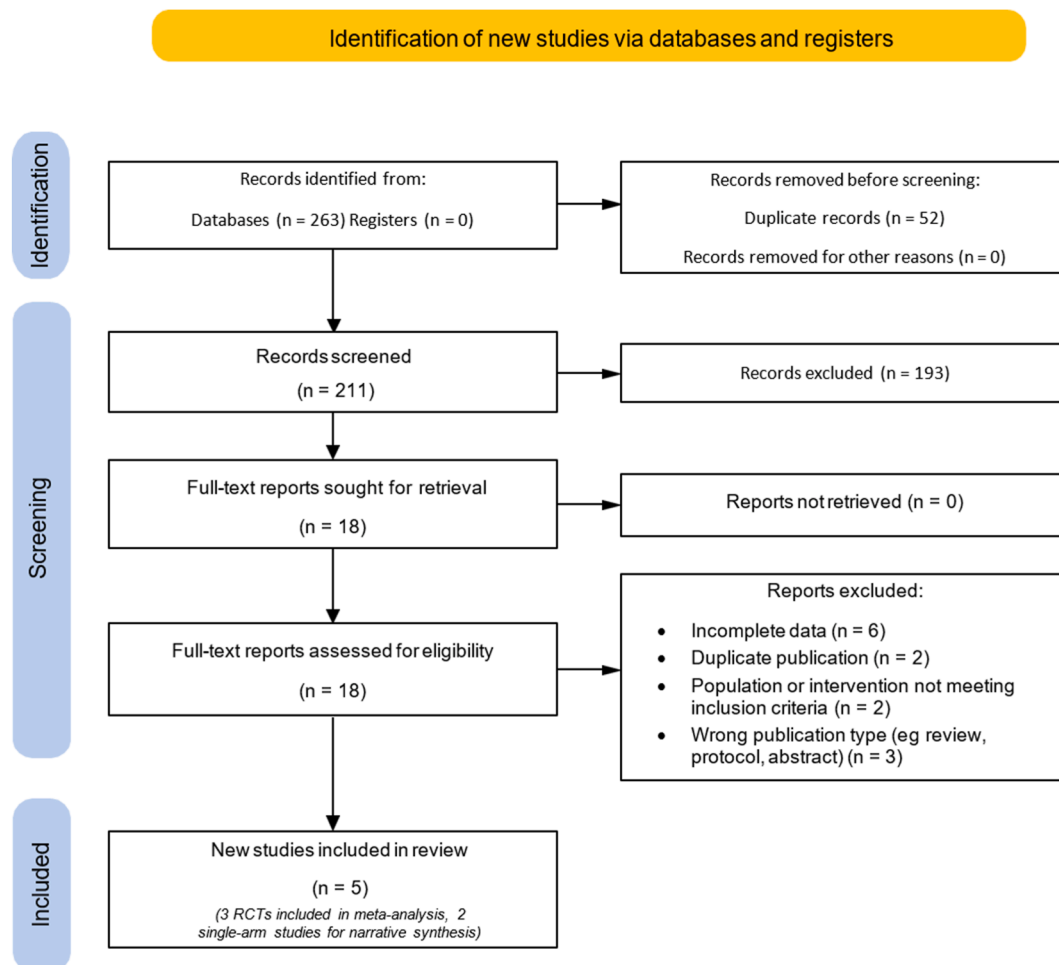 Identification of new studies via databases and registers
Identification
Records identified from:
Databases (n = 263) Registers (n = 0)
Records removed before screening:
Duplicate records (n = 52)
Records removed for other reasons (n = 0)
Screening
Records screened
(n = 211)
Records excluded (n = 193)
Full-text reports sought for retrieval
(n = 18)
Reports not retrieved (n = 0)
Full-text reports assessed for eligibility
(n = 18)
Reports excluded:
• Incomplete data (n = 6)
• Duplicate publication (n = 2)
• Population or intervention not meeting
inclusion criteria (n = 2)
• Wrong publication type (eg review,
protocol, abstract) (n = 3)
Included
New studies included in review
(n = 5)
(3 RCTs included in meta-analysis, 2
single-arm studies for narrative synthesis)